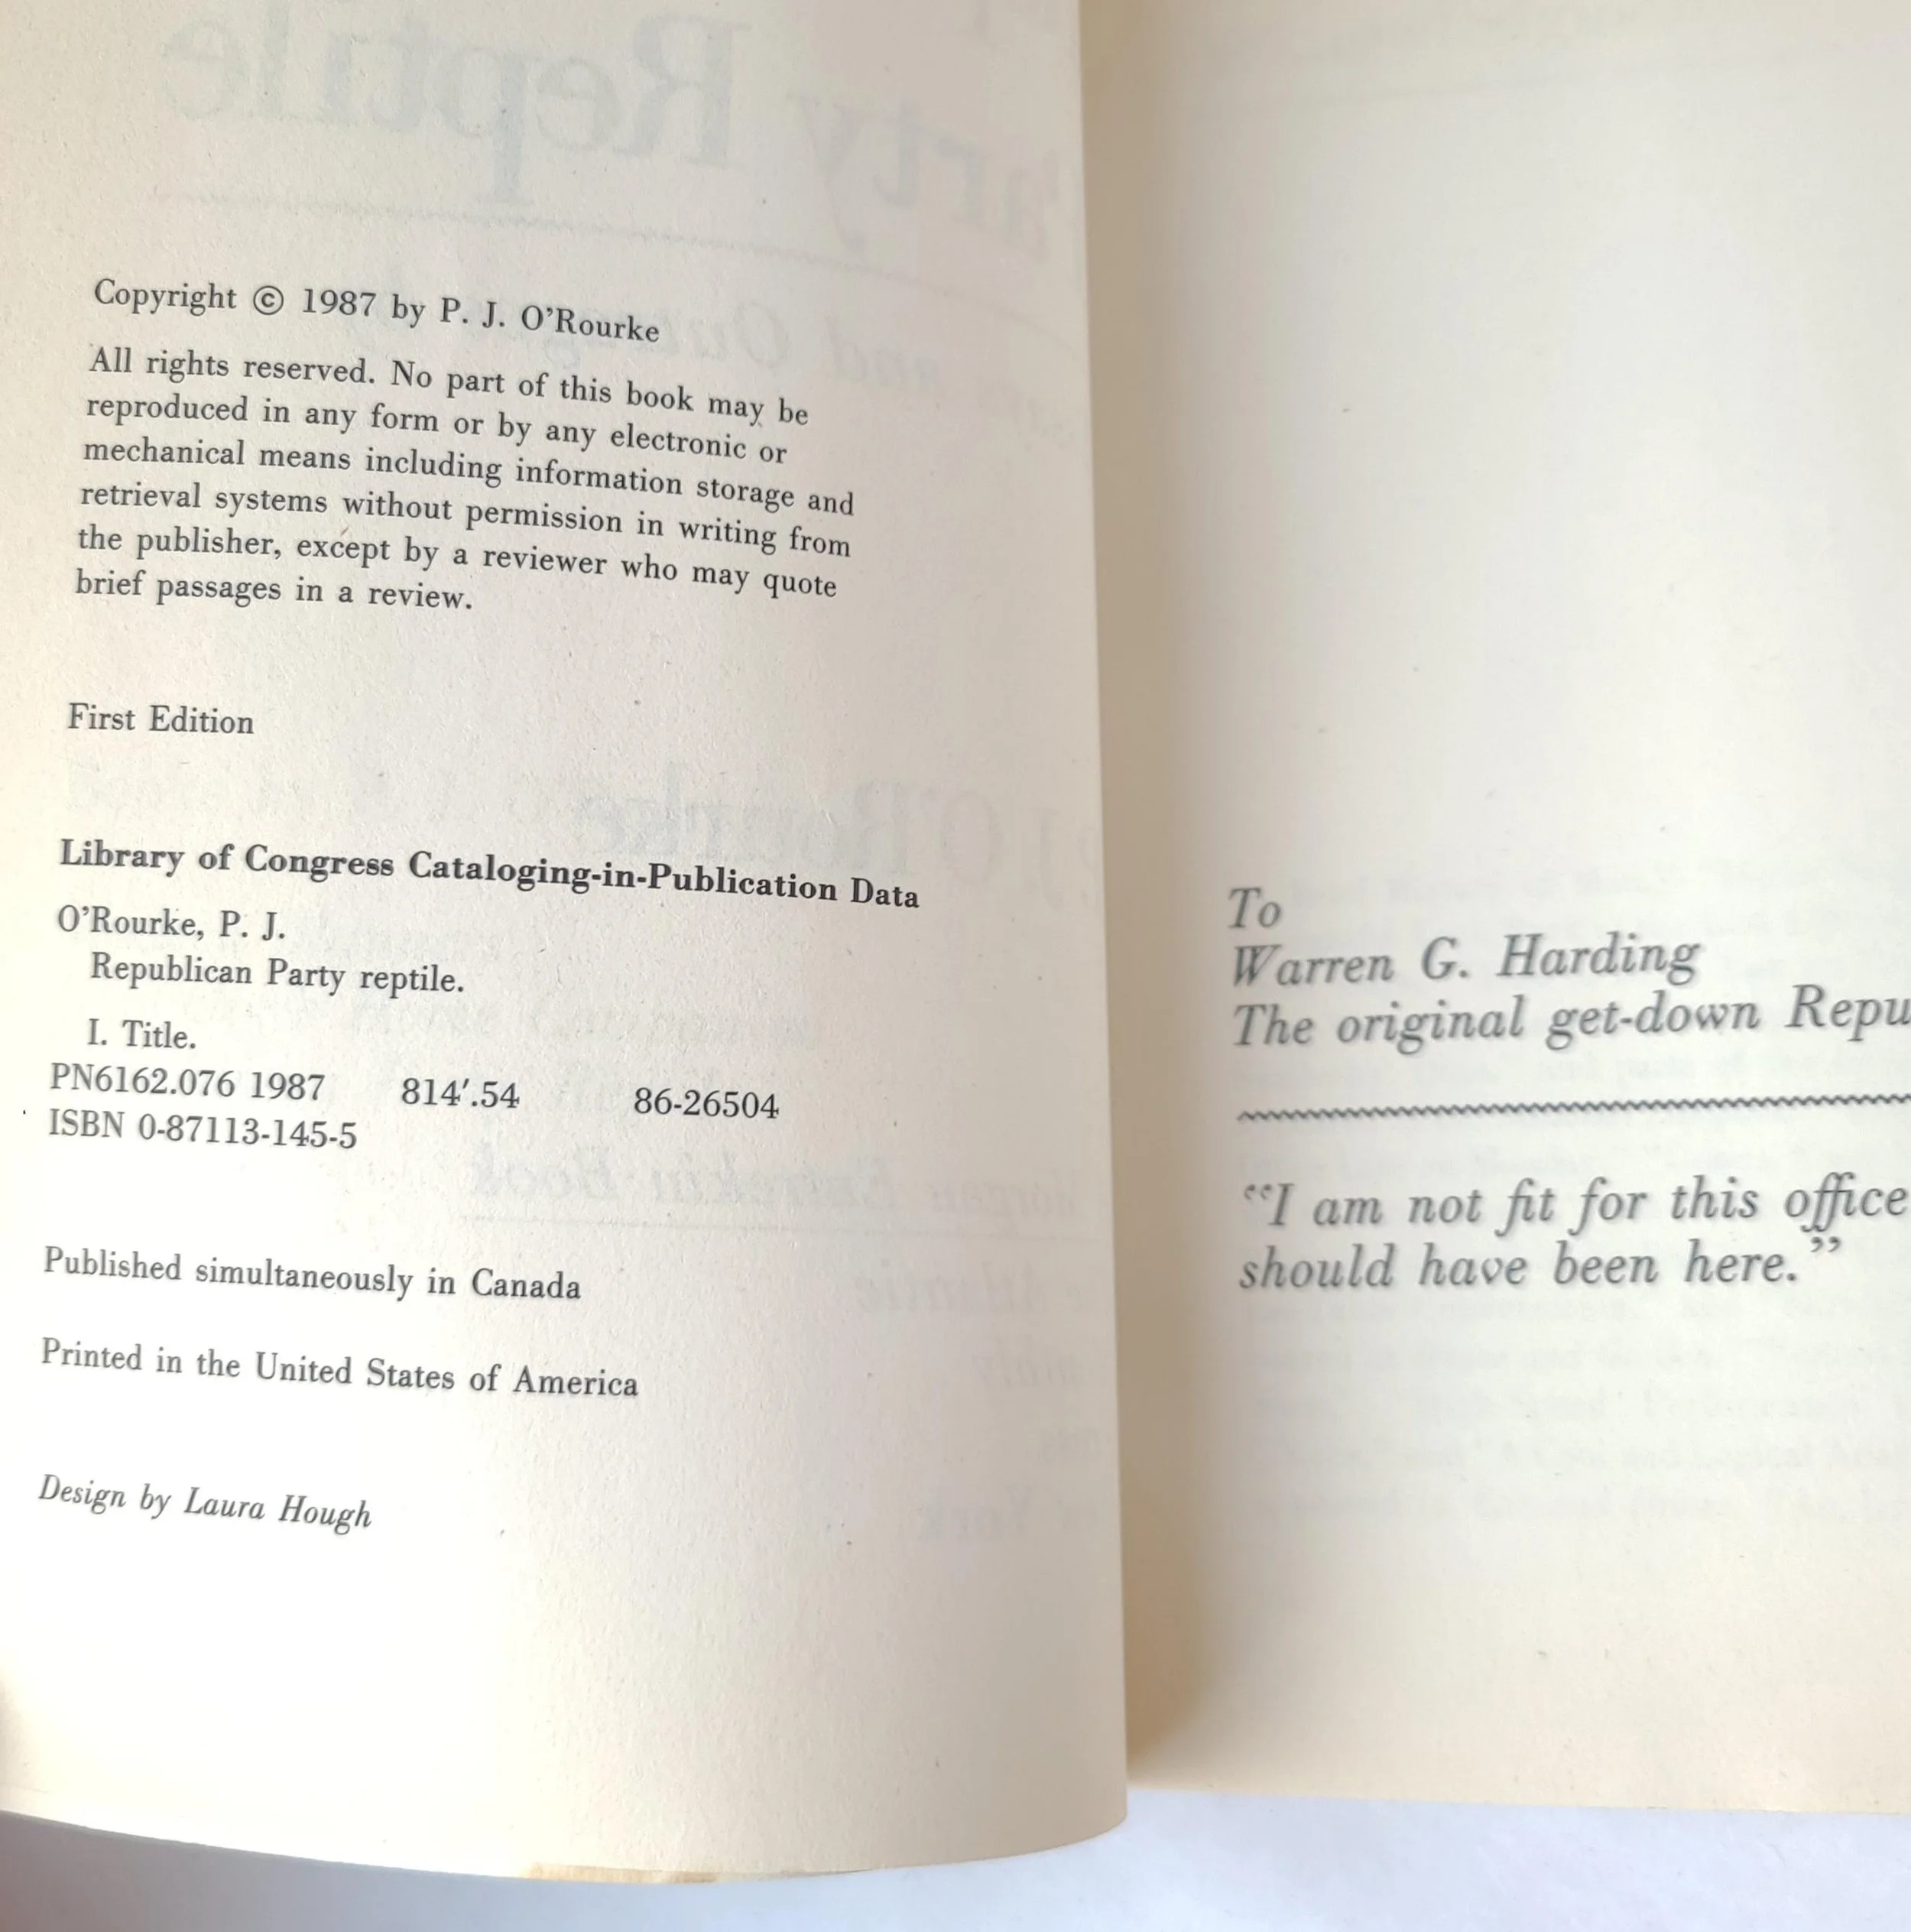 Copyright © 1987 by P. J. O'Rourke
All rights reserved. No part of this book may be
reproduced in any form or by any electronic or
mechanical means including information storage and
retrieval systems without permission in writing from
the publisher, except by a reviewer who may quote
brief passages in a review.
First Edition
Library of Congress Cataloging-in-Publication Data
O'Rourke, P. J.
Republican Party reptile.
I. Title.
PN6162.076 1987 814'.54 86-26504
ISBN 0-87113-145-5
Published simultaneously in Canada
Printed in the United States of America
Design by Laura Hough
To
Warren G. Harding
The original get-down Repu
"I am not fit for this office
should have been here."